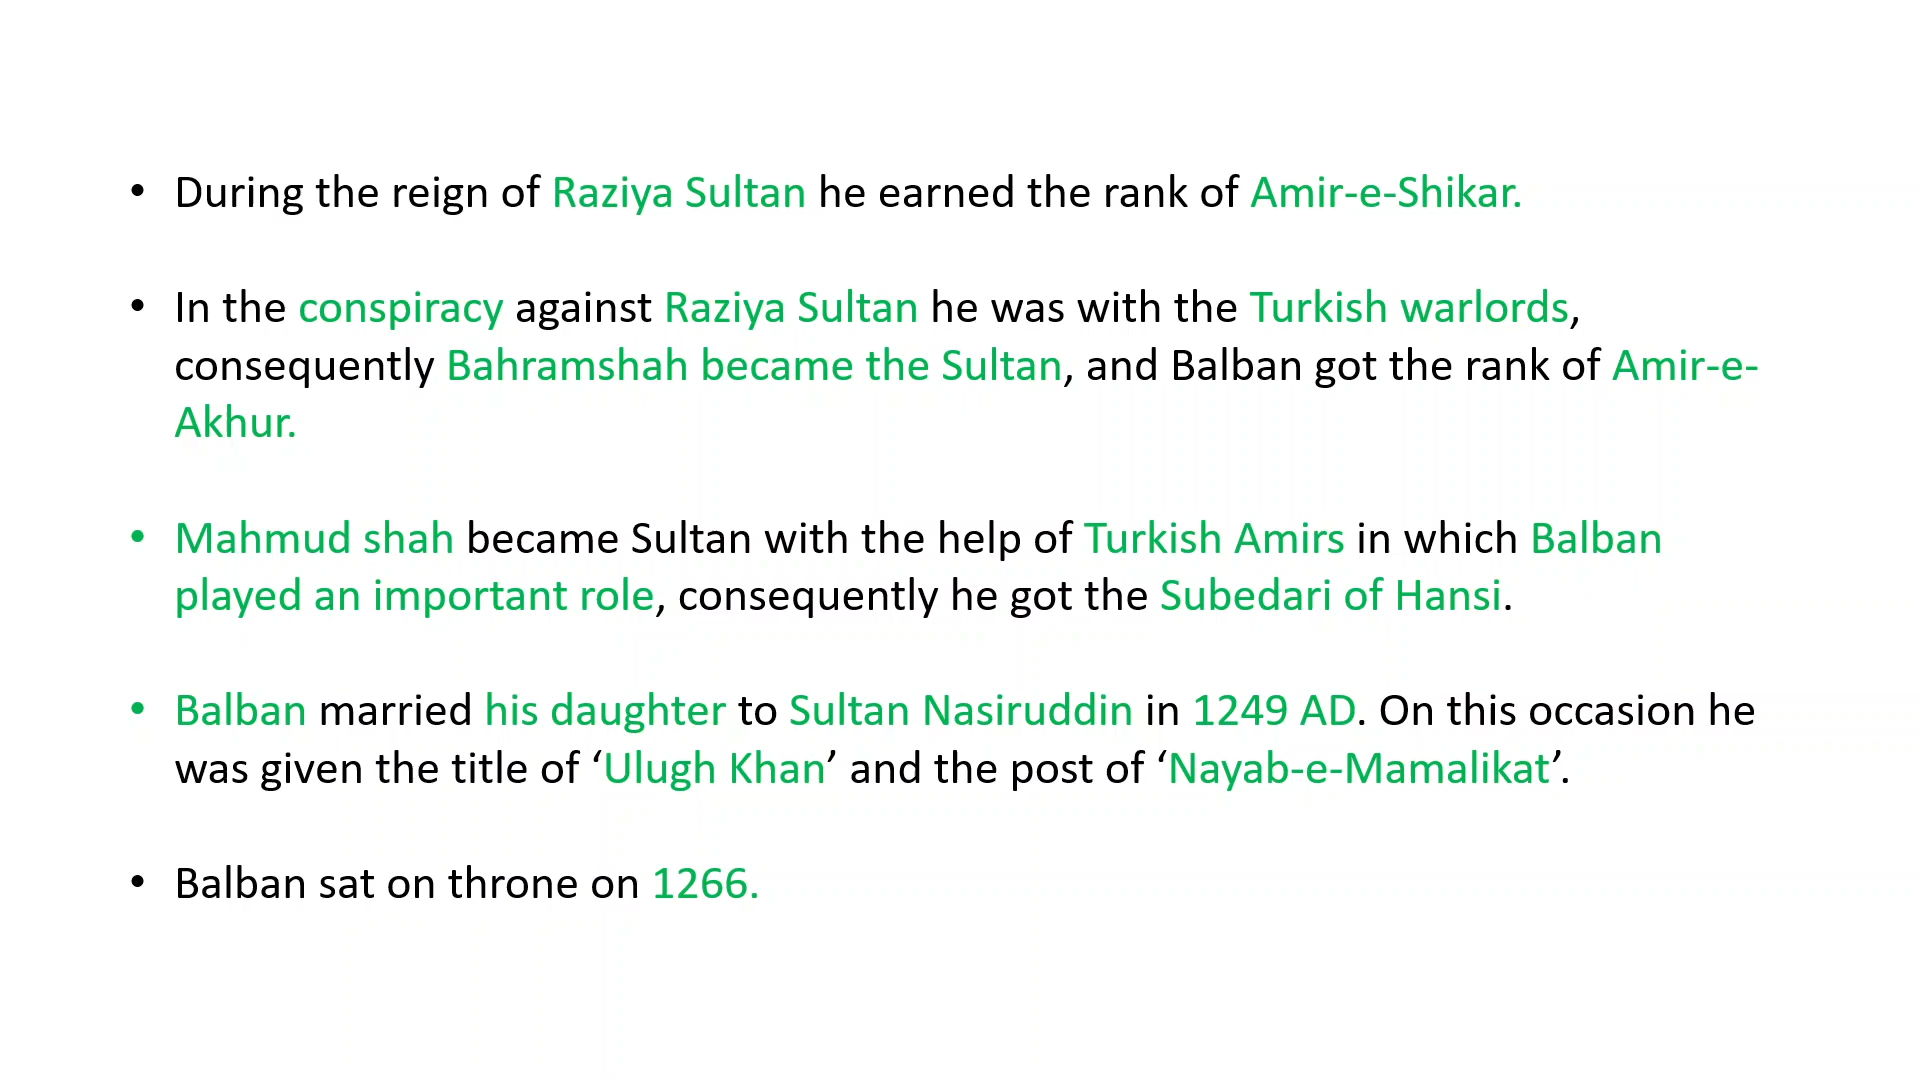 • During the reign of Raziya Sultan he earned the rank of Amir-e-Shikar.
• In the conspiracy against Raziya Sultan he was with the Turkish warlords,
consequently Bahramshah became the Sultan, and Balban got the rank of Amir-e-
Akhur.
• Mahmud shah became Sultan with the help of Turkish Amirs in which Balban
played an important role, consequently he got the Subedari of Hansi.
• Balban married his daughter to Sultan Nasiruddin in 1249 AD. On this occasion he
was given the title of ‘Ulugh Khan’ and the post of ‘Nayab-e-Mamalikat’.
• Balban sat on throne on 1266.